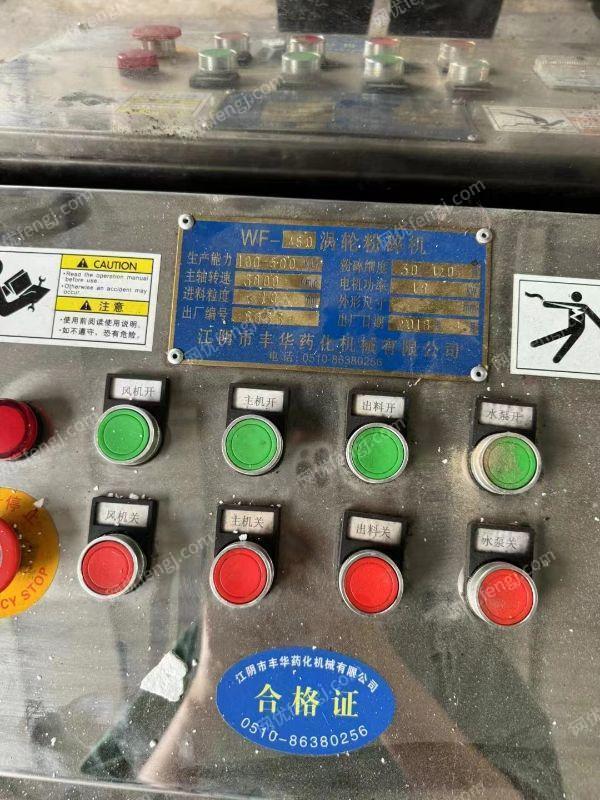 CAUTION
•Read the operation manual before use.
•Otherwise an accident may occur.
注意
•使用前阅读使用说明。
•如不遵守，恐有危险。
WF- 涡轮粉碎机
生产能力 100-500
粉碎细度
主轴转速
电机功率
进料粒度
外形尺寸
出厂编号
出厂日期
江阴市丰华药化机械有限公司
电话:0510-86380256
风机开
主机开
出料开
水泵开
风机关
主机关
出料关
水泵关
CY STOP
江阴市丰华药化机械有限公司
合格证
0510-86380256